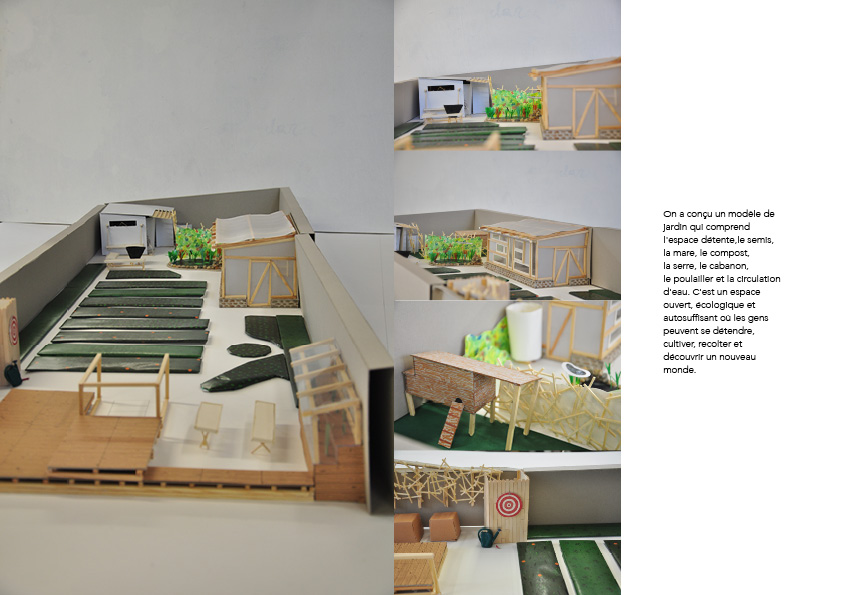 On a conçu un modèle de
jardin qui comprend
l'espace détente,le semis,
la mare, le compost,
la serre, le cabanon,
le poulailler et la circulation
d'eau. C'est un espace
ouvert, écologique et
autosuffisant où les gens
peuvent se détendre,
cultiver, recolter et
découvrir un nouveau
monde.